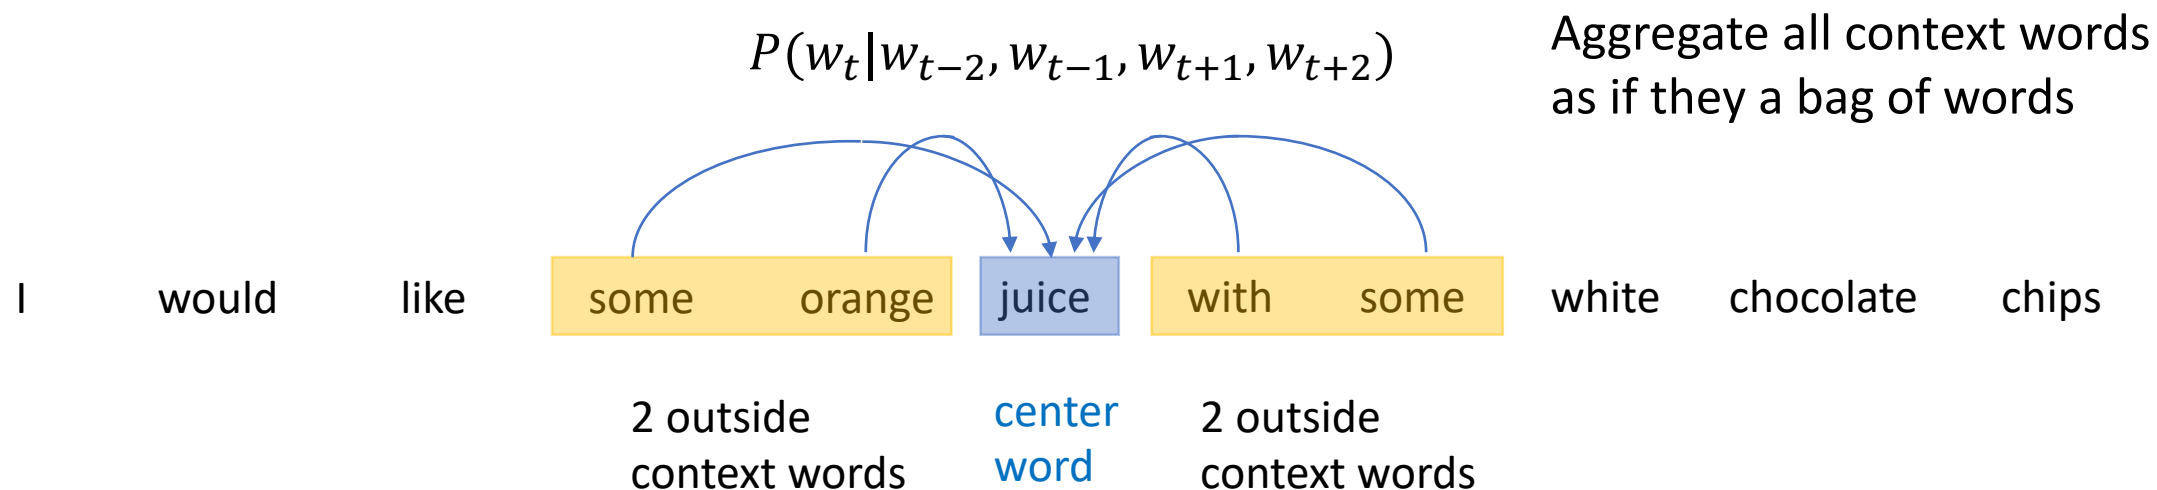 P(w_t|w_{t−2}, w_{t−1}, w_{t+1}, w_{t+2})
Aggregate all context words
as if they a bag of words
I would like some orange juice with some white chocolate chips
2 outside
context words
center
word
2 outside
context words